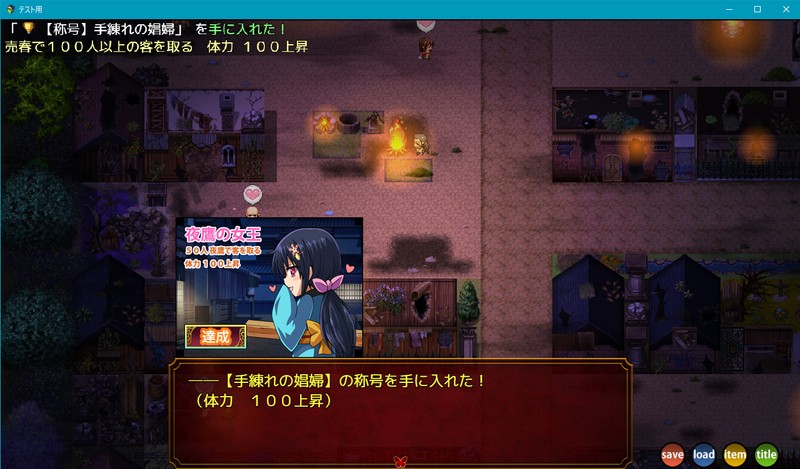 テスト用
「🏆【称号】手練れの娼婦」 を手に入れた！
売春で１００人以上の客を取る　体力 １００上昇
夜鷹の女王
５０人 夜鷹で客を取る
体力 １００上昇
達成
――【手練れの娼婦】の称号を手に入れた！
（体力　１００上昇）
save load item title